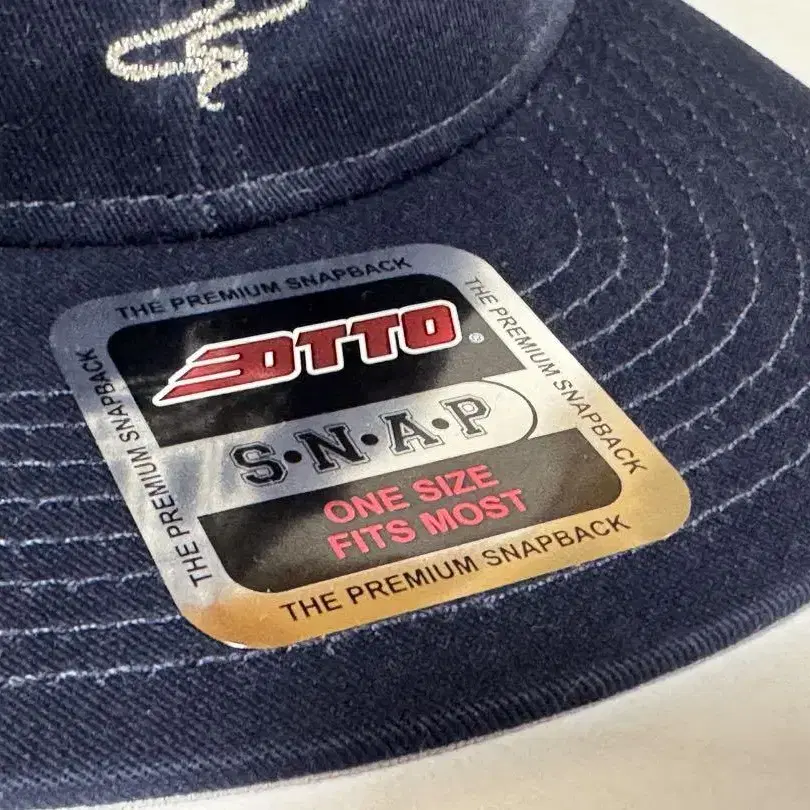 THE PREMIUM SNAPBACK
OTTO®
S•N•A•P
ONE SIZE
FITS MOST
THE PREMIUM SNAPBACK
THE PREMIUM SNAPBACK
THE PREMIUM SNAPBACK